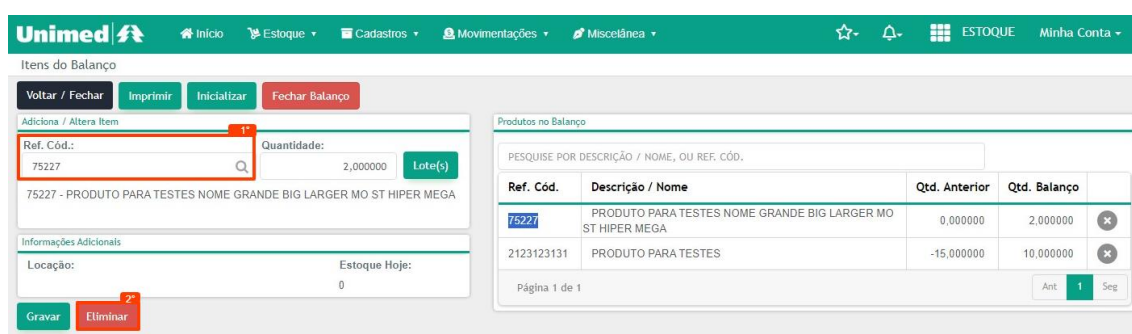 Unimed Início Estoque Cadastros Movimentações Miscelânea ESTOQUE Minha Conta
Itens do Balanço
Voltar / Fechar Imprimir Inicializar Fechar Balanço
Adiciona / Altera Item
1°
Ref. Cód.: Quantidade:
75227 2,000000 Lote(s)
75227 - PRODUTO PARA TESTES NOME GRANDE BIG LARGER MO ST HIPER MEGA
Informações Adicionais
Locação: Estoque Hoje:
0
2°
Gravar Eliminar
Produtos no Balanço
PESQUISE POR DESCRIÇÃO / NOME, OU REF. CÓD.
Ref. Cód. Descrição / Nome Qtd. Anterior Qtd. Balanço
75227 PRODUTO PARA TESTES NOME GRANDE BIG LARGER MO 0,000000 2,000000
ST HIPER MEGA
2123123131 PRODUTO PARA TESTES -15,000000 10,000000
Página 1 de 1 Ant 1 Seg